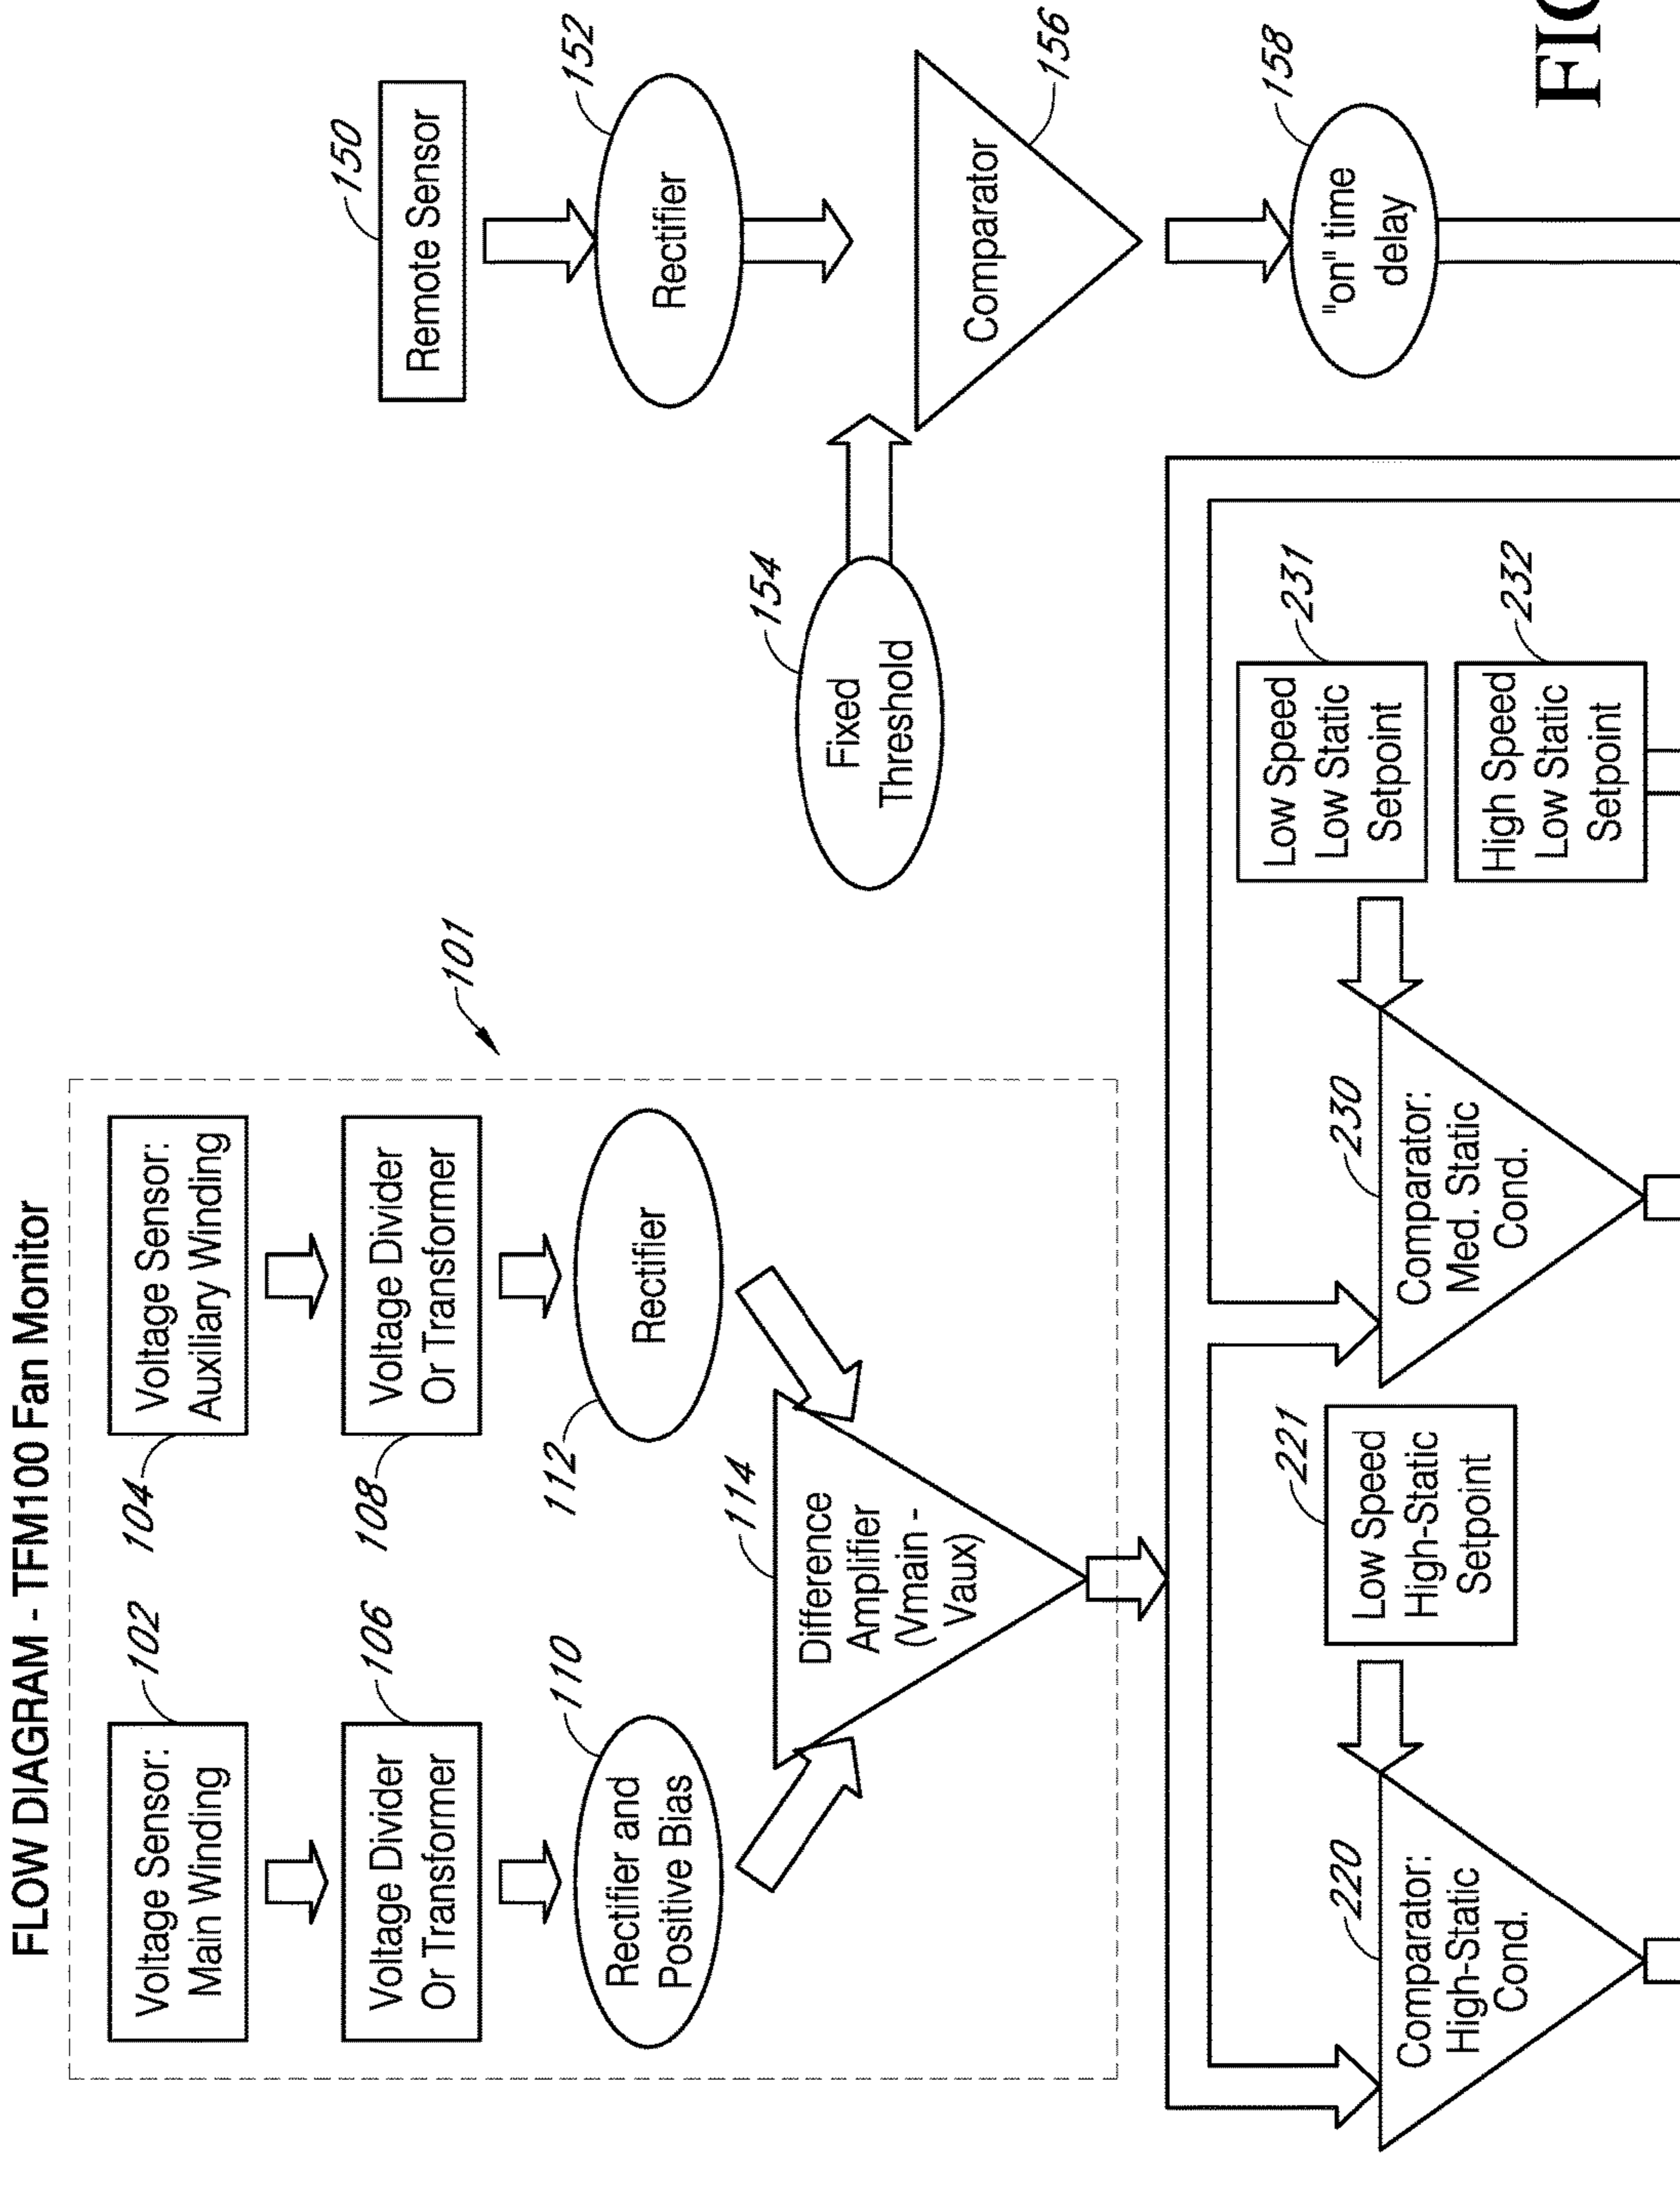 FLOW DIAGRAM - TFM100 Fan Monitor
102
Voltage Sensor:
Main Winding
104
Voltage Sensor:
Auxiliary Winding
106
Voltage Divider
Or Transformer
108
Voltage Divider
Or Transformer
110
Rectifier and
Positive Bias
112
Rectifier
114
Difference
Amplifier
(Vmain -
Vaux)
101
150
Remote Sensor
152
Rectifier
154
Fixed
Threshold
156
Comparator
158
"on" time
delay
220
Comparator:
High-Static
Cond.
221
Low Speed
High-Static
Setpoint
230
Comparator:
Med. Static
Cond.
231
Low Speed
Low Static
Setpoint
232
High Speed
Low Static
Setpoint